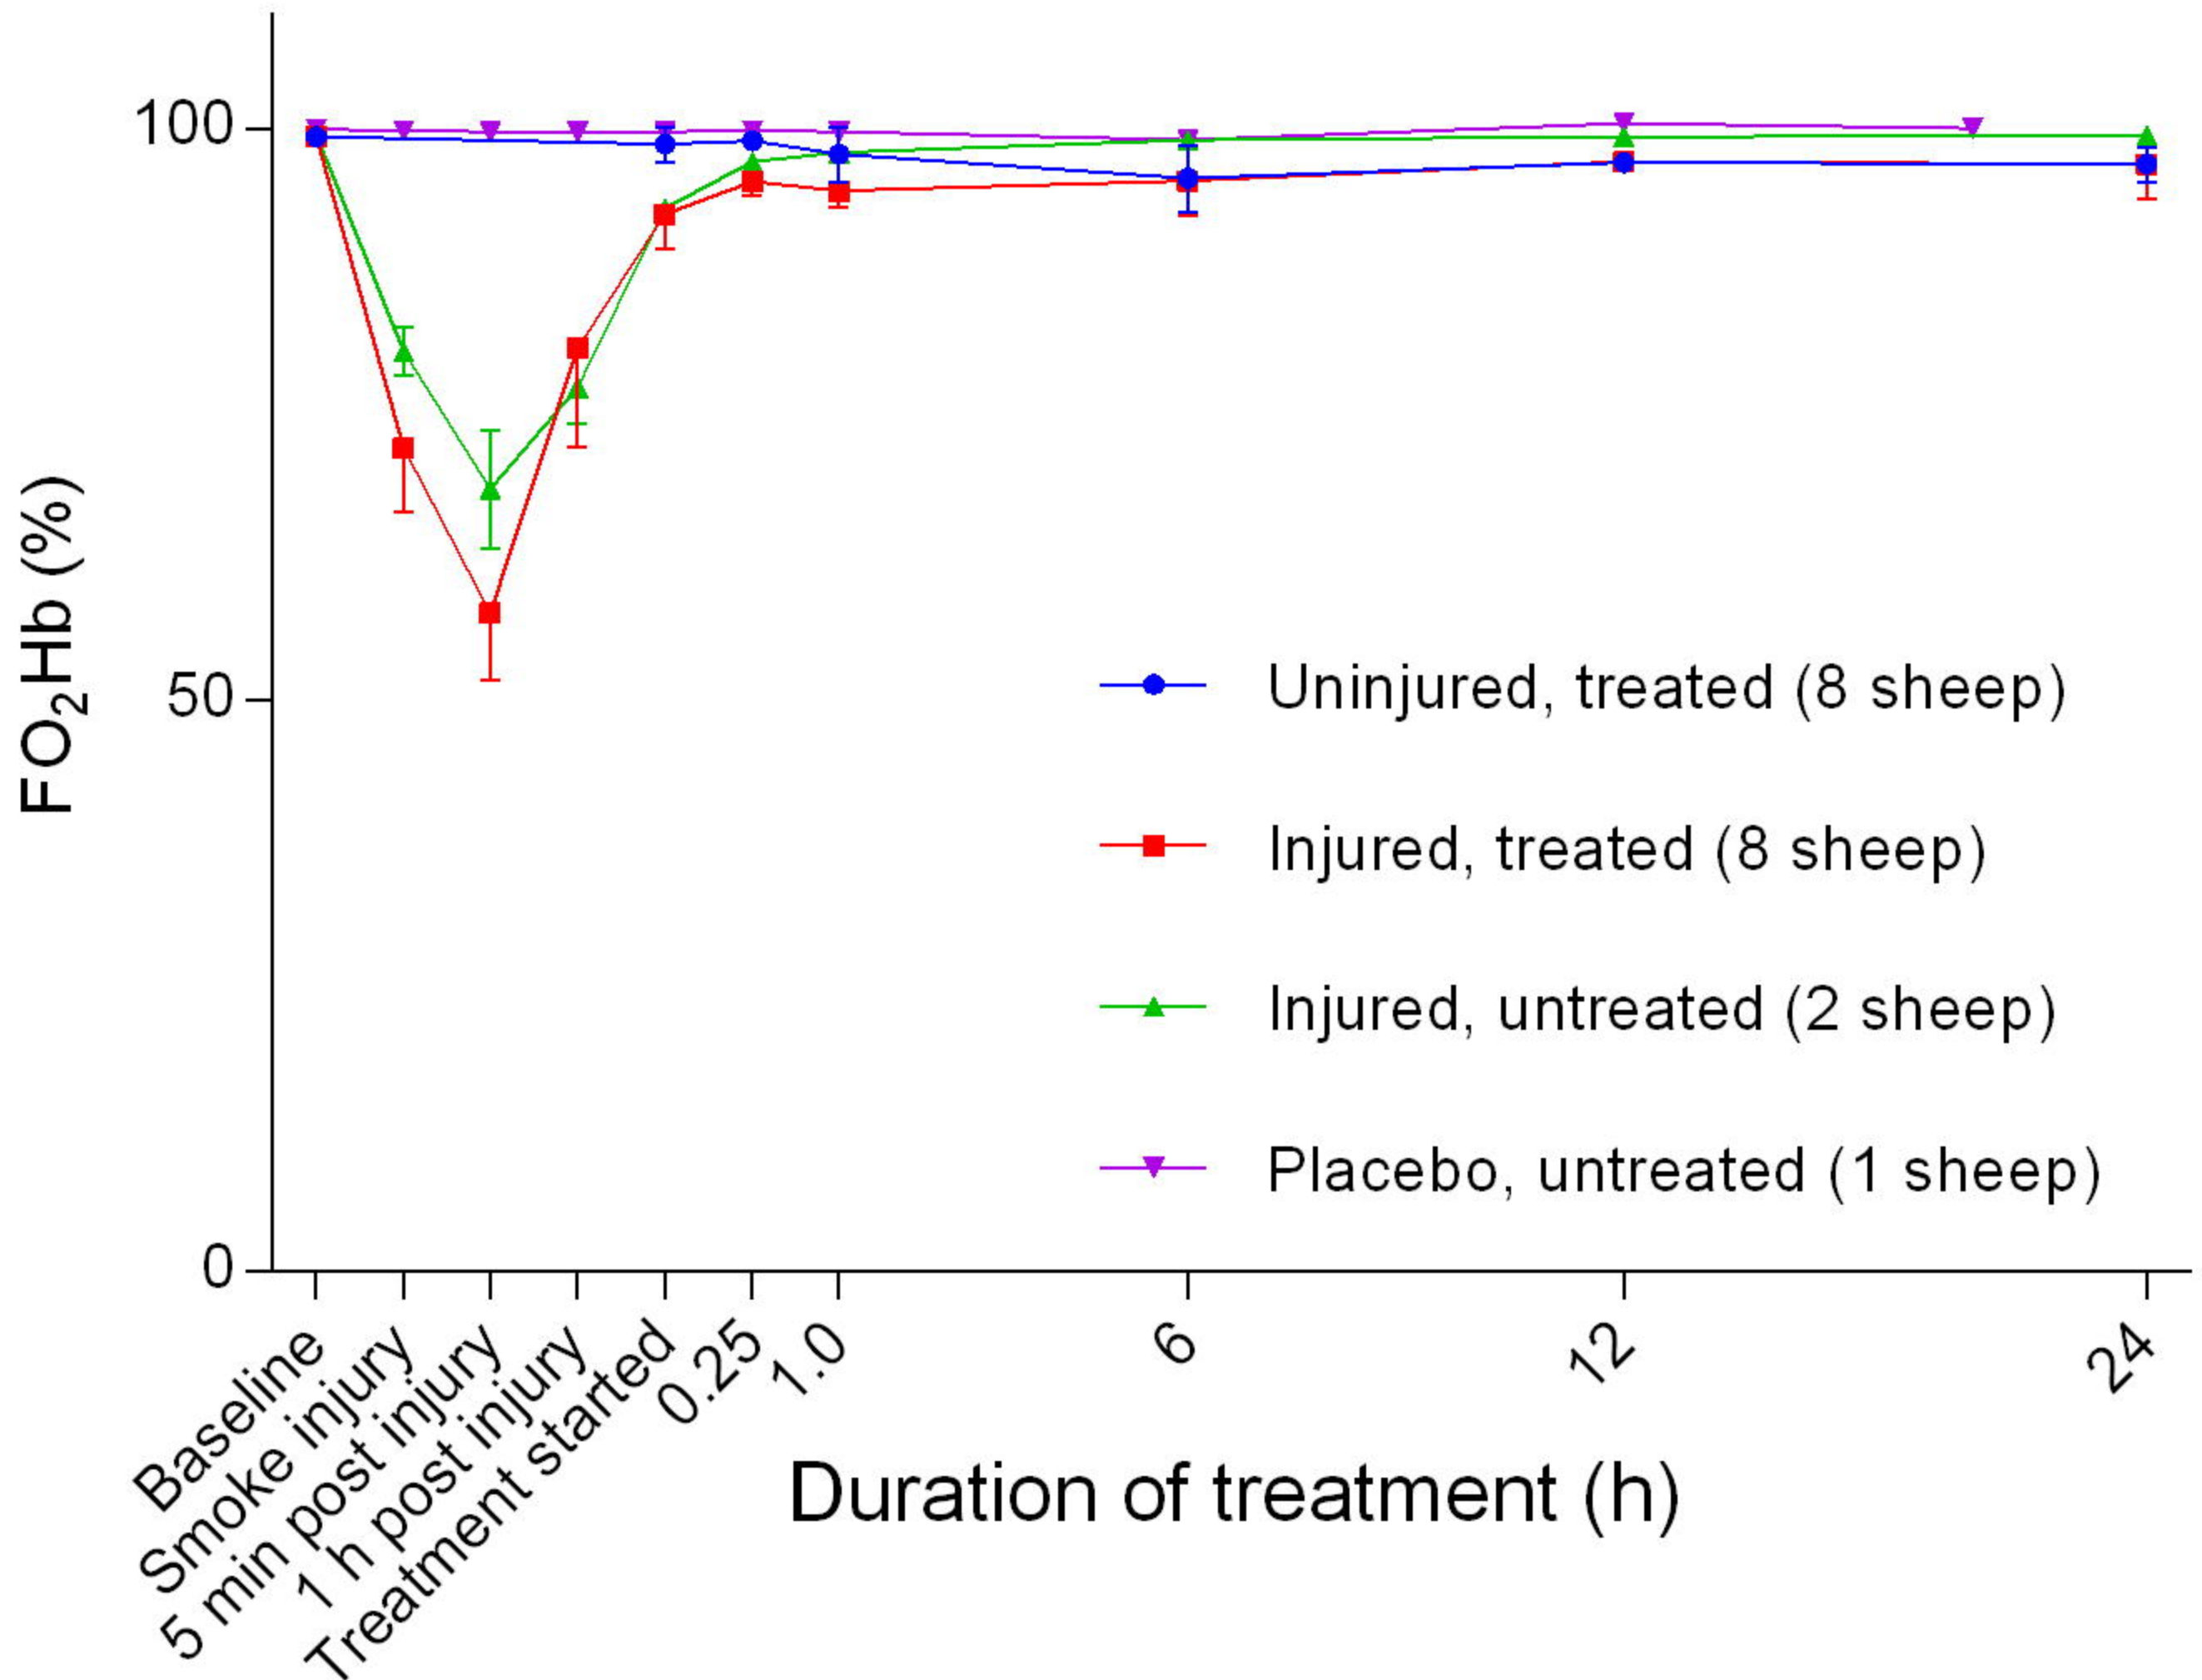 100
50
0
FO₂Hb (%)
Uninjured, treated (8 sheep)
Injured, treated (8 sheep)
Injured, untreated (2 sheep)
Placebo, untreated (1 sheep)
Baseline
Smoke injury
5 min post injury
1 h post injury
Treatment started
0.25
1.0
6
12
24
Duration of treatment (h)